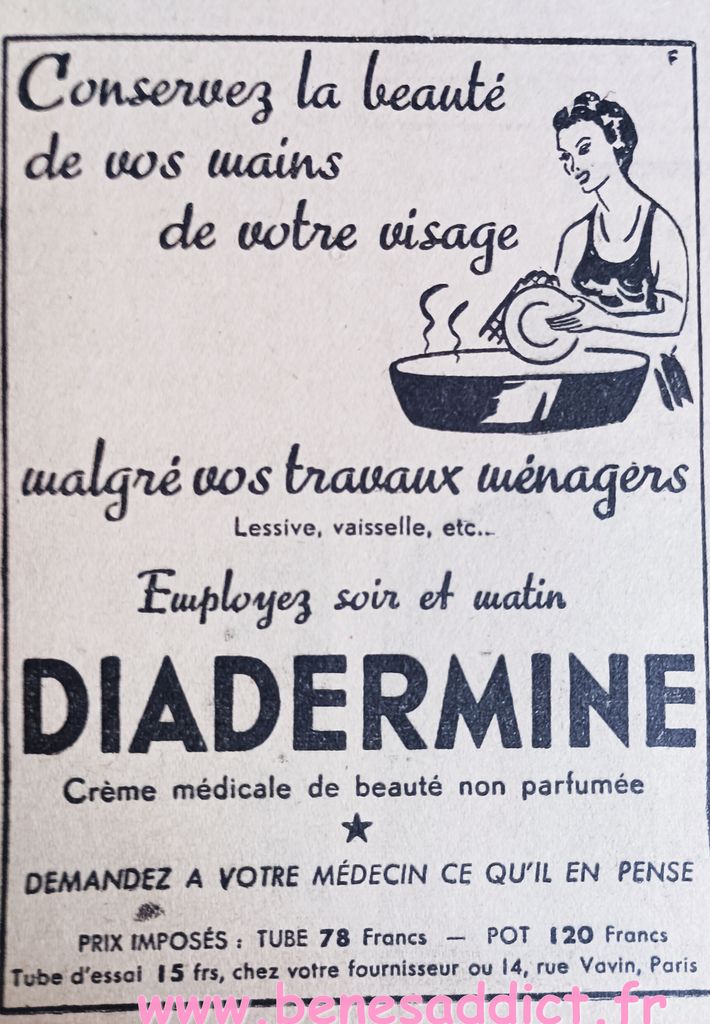 F
Conservez la beauté
de vos mains
de votre visage
malgré vos travaux ménagers
Lessive, vaisselle, etc...
Employez soir et matin
DIADERMINE
Crème médicale de beauté non parfumée
★
DEMANDEZ A VOTRE MÉDECIN CE QU'IL EN PENSE
PRIX IMPOSÉS : TUBE 78 Francs — POT 120 Francs
Tube d'essai 15 frs, chez votre fournisseur ou 14, rue Vavin, Paris
www.benesaddict.fr